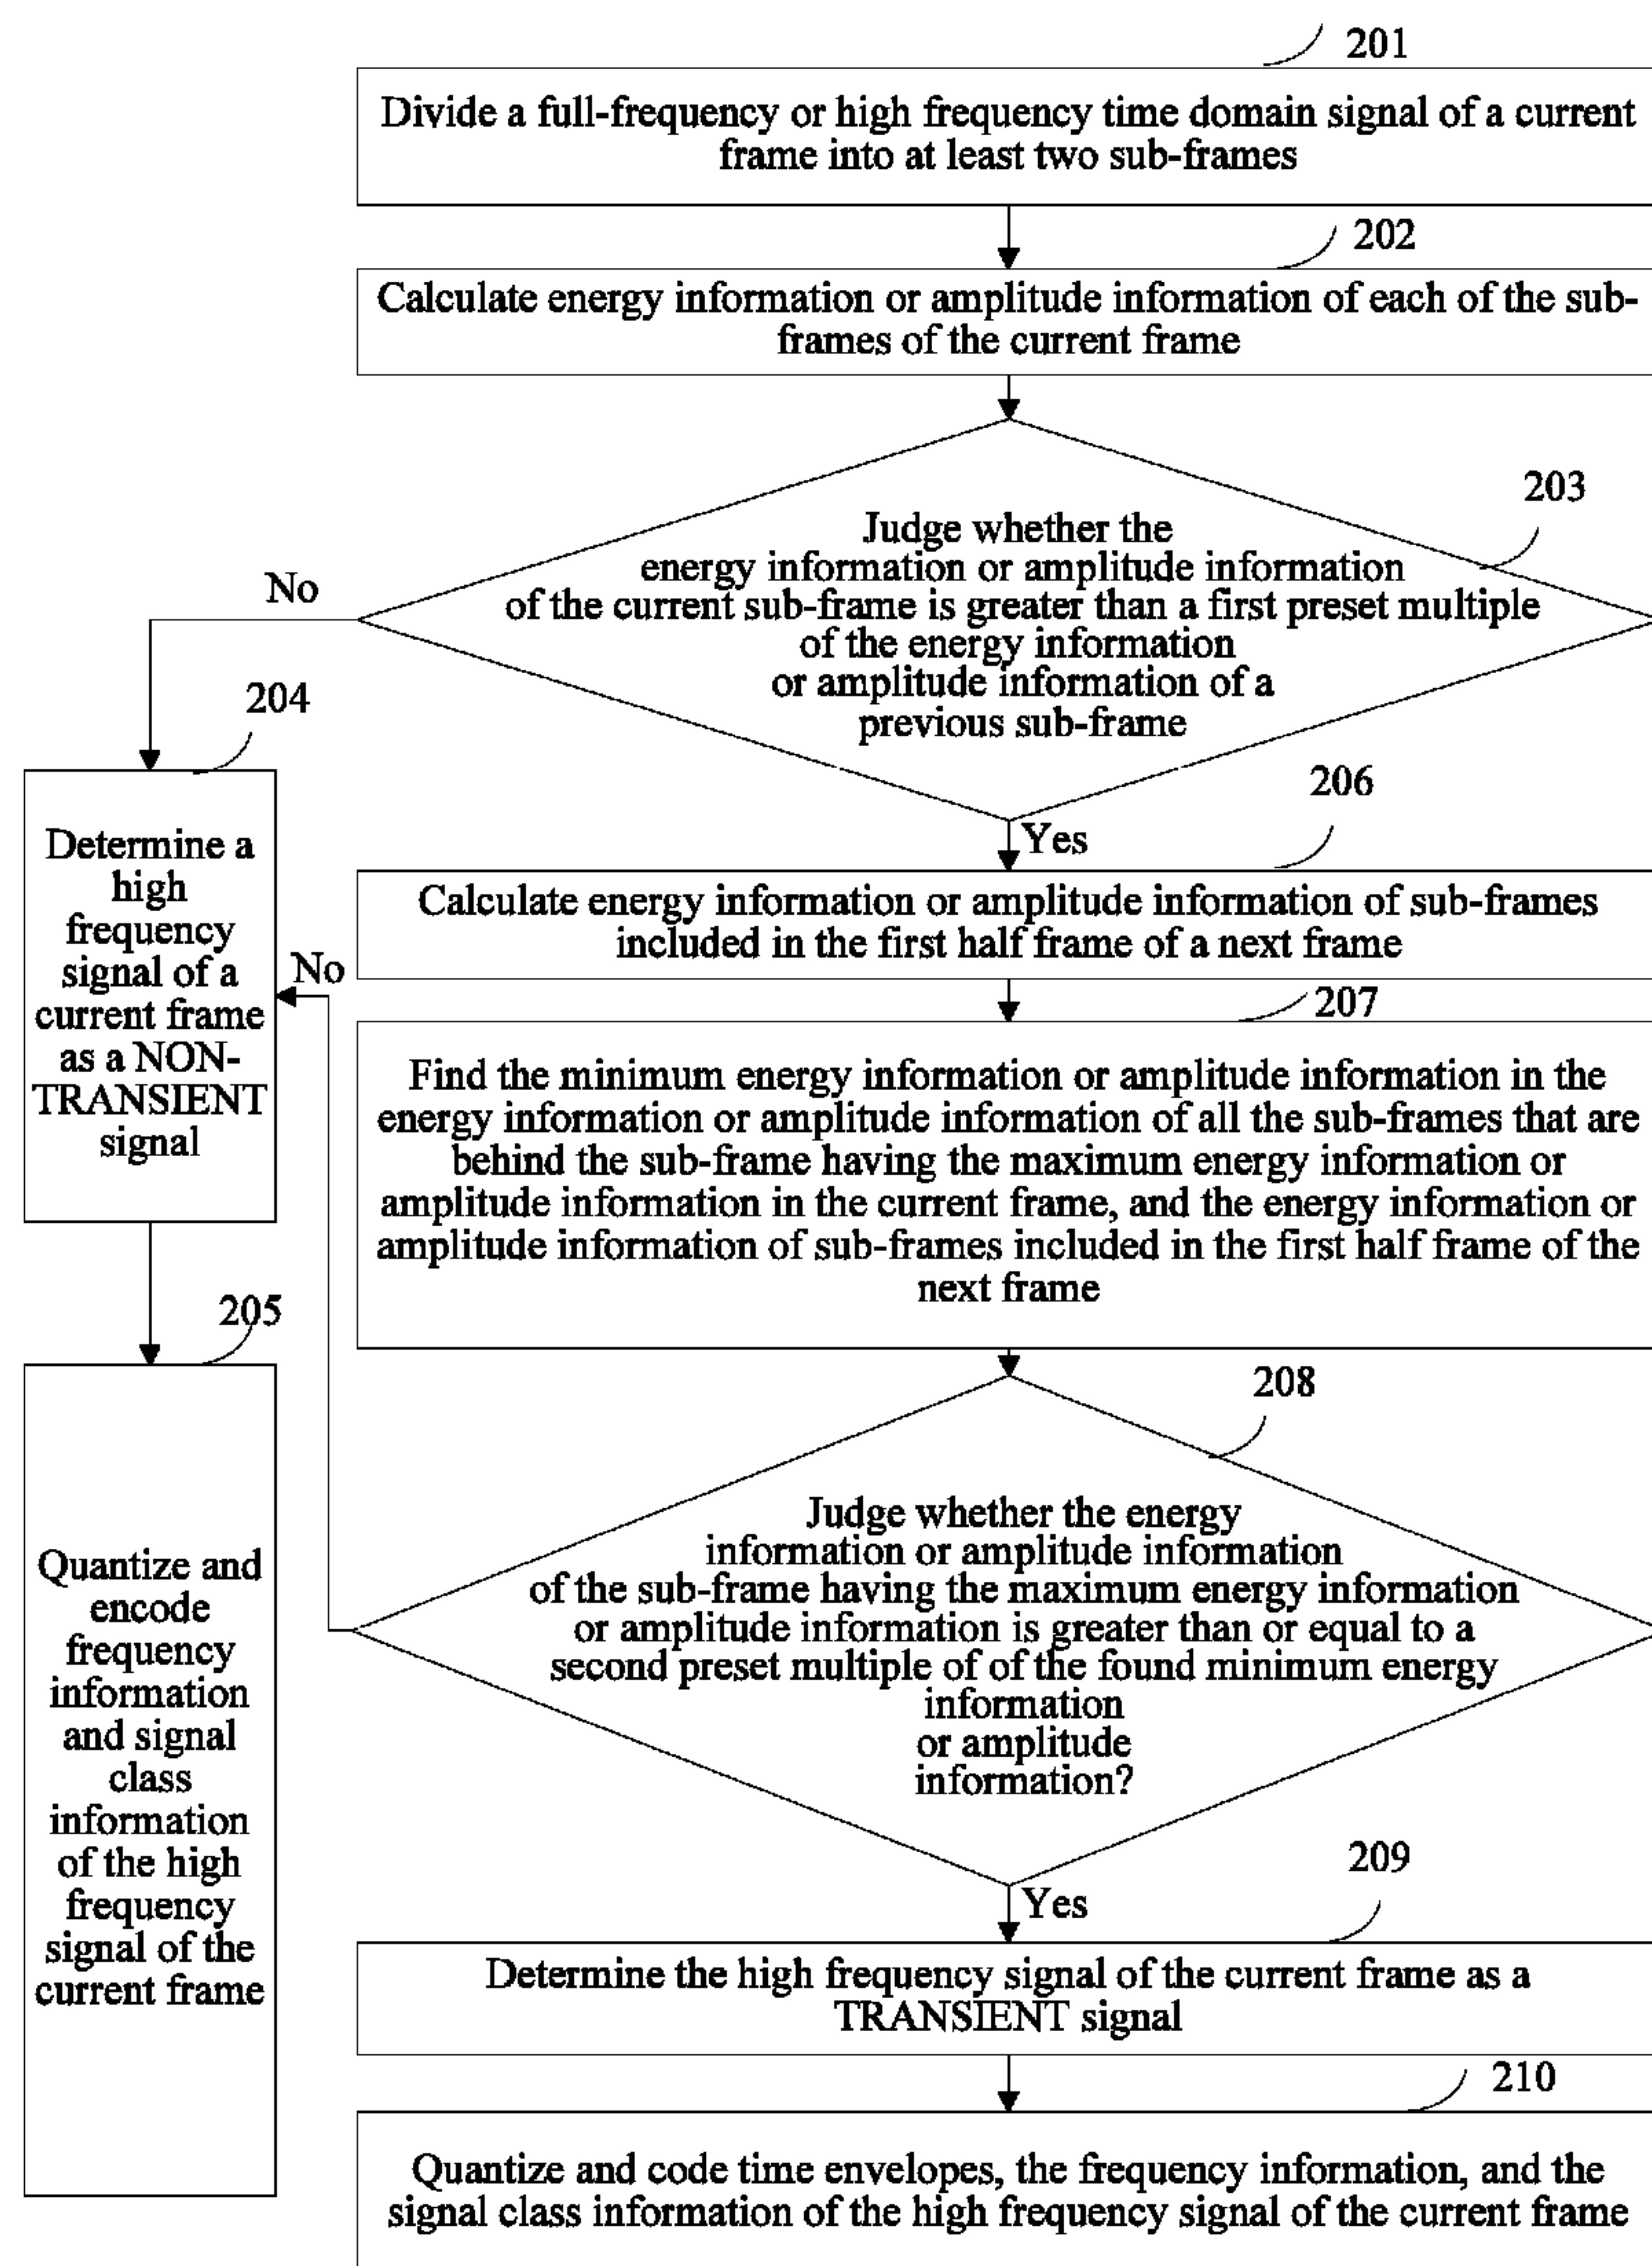 201
Divide a full-frequency or high frequency time domain signal of a current
frame into at least two sub-frames
202
Calculate energy information or amplitude information of each of the sub-
frames of the current frame
203
Judge whether the
energy information or amplitude information
of the current sub-frame is greater than a first preset multiple
of the energy information
or amplitude information of a
previous sub-frame
No
204
Determine a
high
frequency
signal of a
current frame
as a NON-
TRANSIENT
signal
205
Quantize and
encode
frequency
information
and signal
class
information
of the high
frequency
signal of the
current frame
Yes
206
Calculate energy information or amplitude information of sub-frames
included in the first half frame of a next frame
No
207
Find the minimum energy information or amplitude information in the
energy information or amplitude information of all the sub-frames that are
behind the sub-frame having the maximum energy information or
amplitude information in the current frame, and the energy information or
amplitude information of sub-frames included in the first half frame of the
next frame
208
Judge whether the energy
information or amplitude information
of the sub-frame having the maximum energy information
or amplitude information is greater than or equal to a
second preset multiple of of the found minimum energy
information
or amplitude
information?
Yes
209
Determine the high frequency signal of the current frame as a
TRANSIENT signal
210
Quantize and code time envelopes, the frequency information, and the
signal class information of the high frequency signal of the current frame